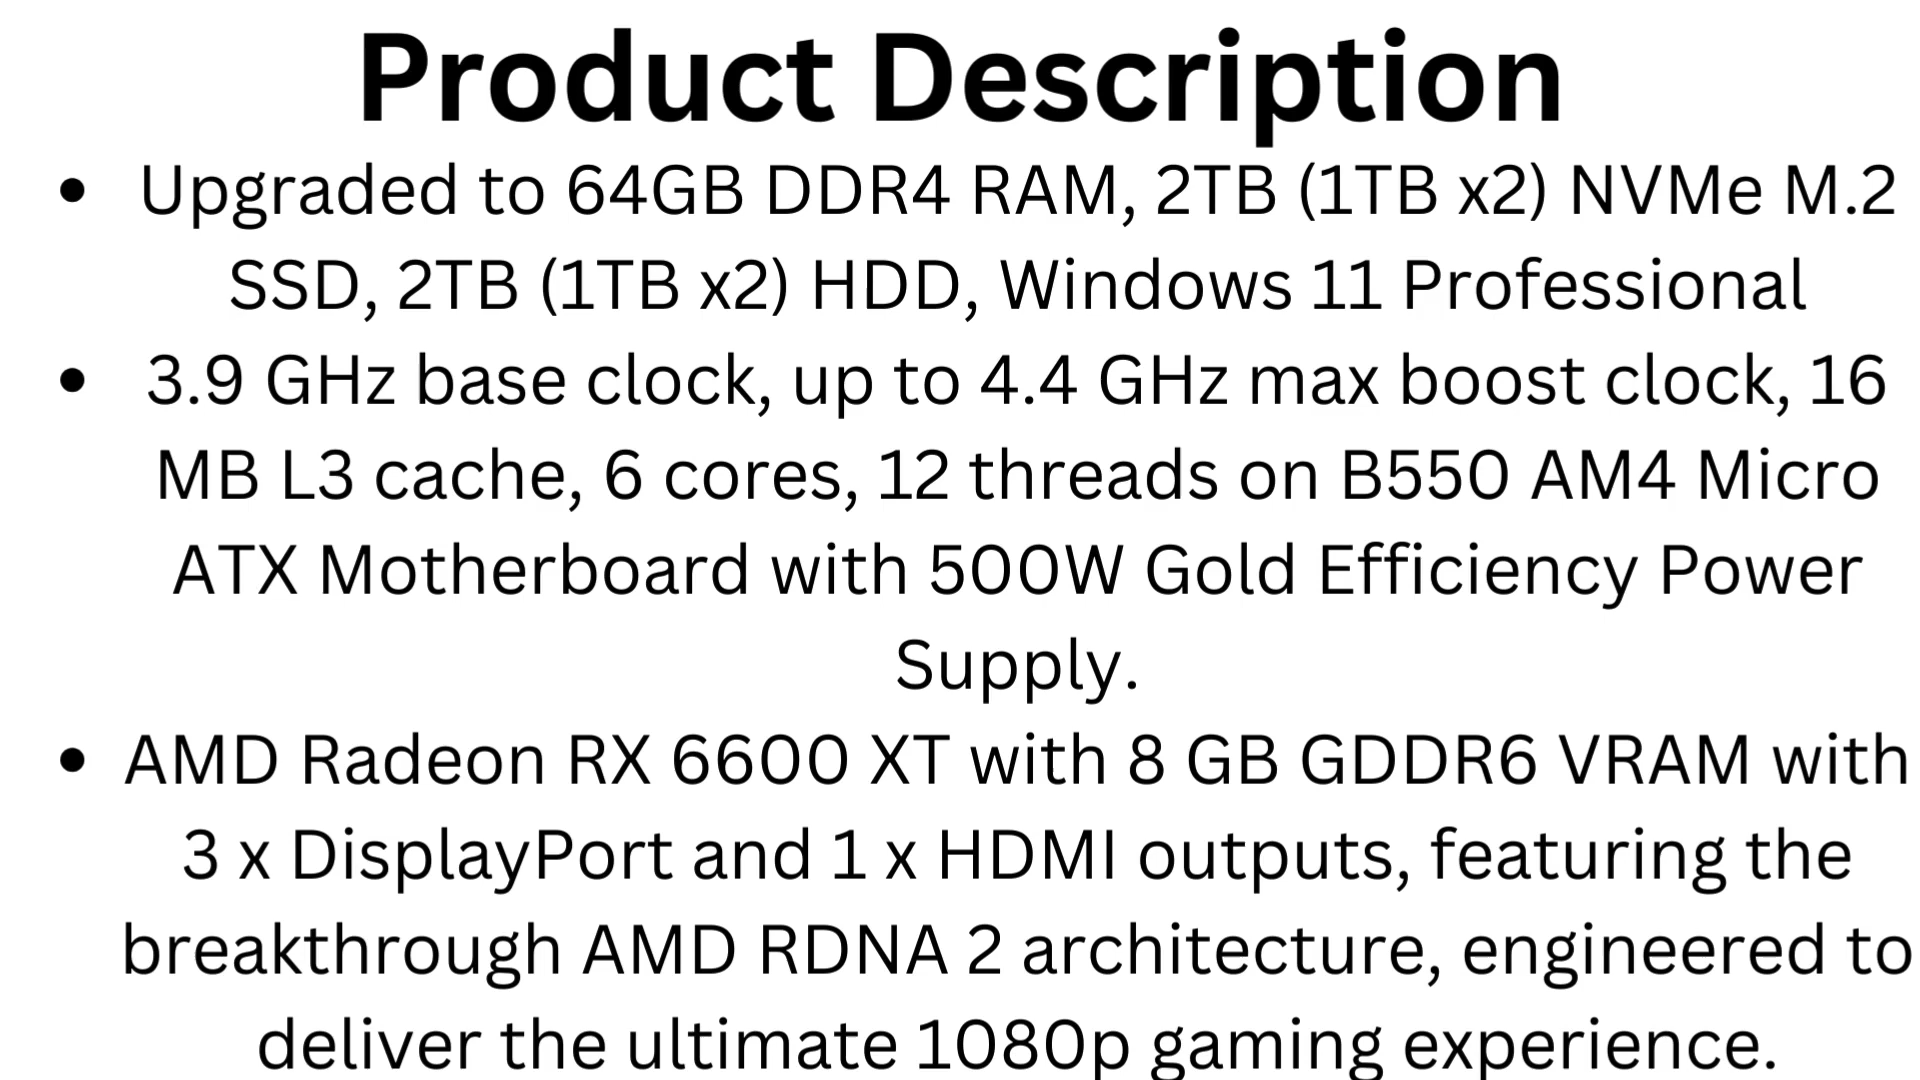 Product Description
• Upgraded to 64GB DDR4 RAM, 2TB (1TB x2) NVMe M.2
SSD, 2TB (1TB x2) HDD, Windows 11 Professional
• 3.9 GHz base clock, up to 4.4 GHz max boost clock, 16
MB L3 cache, 6 cores, 12 threads on B550 AM4 Micro
ATX Motherboard with 500W Gold Efficiency Power
Supply.
• AMD Radeon RX 6600 XT with 8 GB GDDR6 VRAM with
3 x DisplayPort and 1 x HDMI outputs, featuring the
breakthrough AMD RDNA 2 architecture, engineered to
deliver the ultimate 1080p gaming experience.